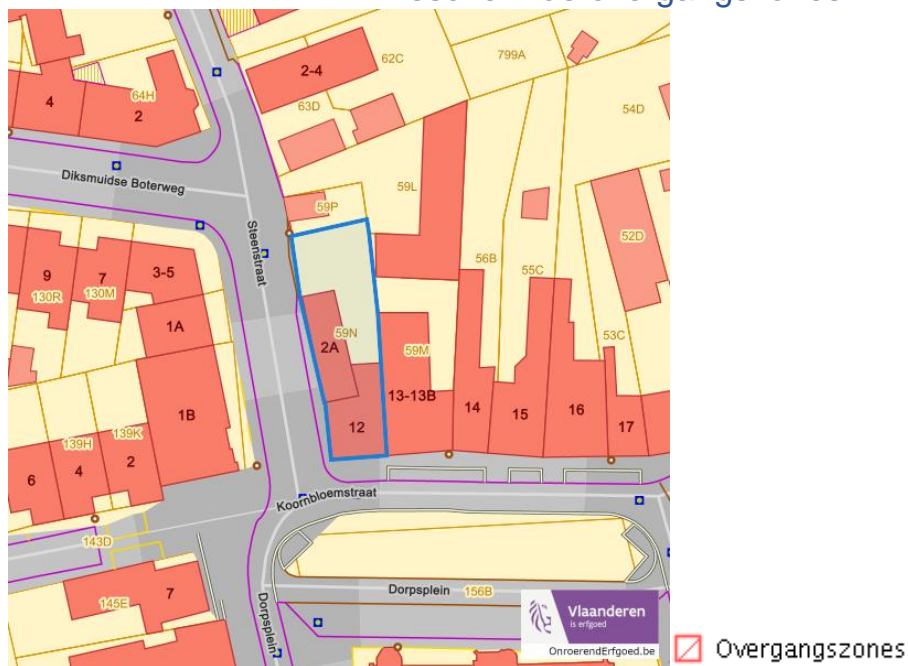 2-4
62C
799A
4
64H
2
63D
54D
Diksmuidse Boterweg
59L
59P
Steenstraat
52D
56B
55C
9
7
3-5
130R
130M
1A
59N
2A
59M
53C
13-13B
1B
14
15
16
17
12
139K
139H
6
4
2
Koornbloemstraat
143D
145E
7
Dorpsplein
Dorpsplein
156B
Vlaanderen
is erfgoed
OnroerendErfgoed.be
Overgangszones